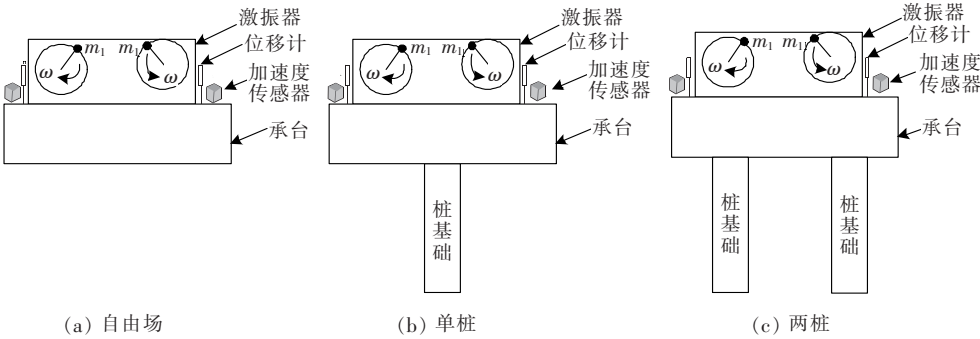 m₁ m₁
ω ω
激振器
位移计
加速度
传感器
承台
(a) 自由场
m₁ m₁
ω ω
激振器
位移计
加速度
传感器
承台
桩基础
(b) 单桩
m₁ m₁
ω ω
激振器
位移计
加速度
传感器
承台
桩基础
桩基础
(c) 两桩